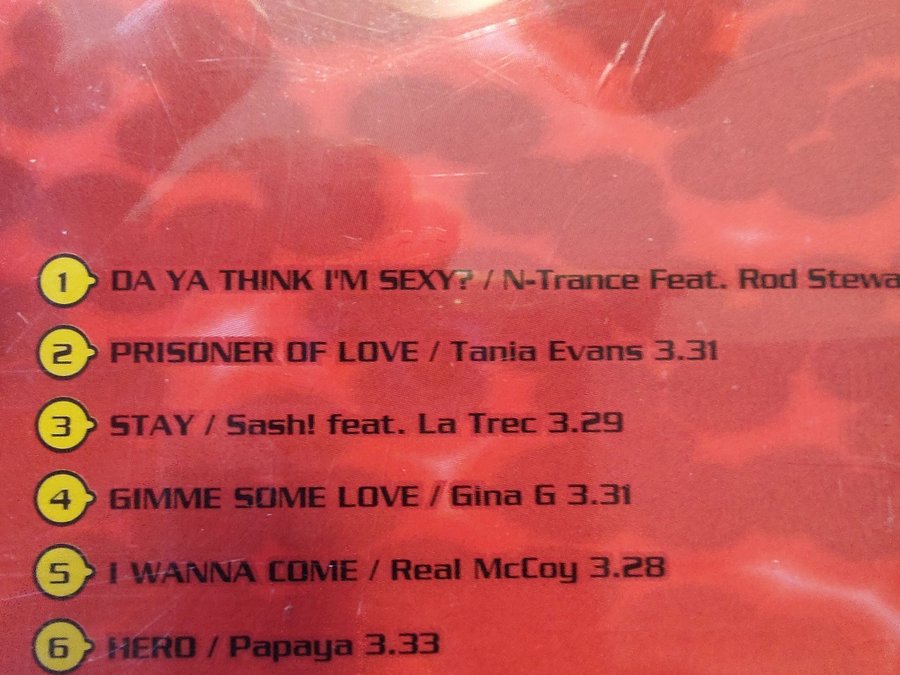 1 DA YA THINK I'M SEXY? / N-Trance Feat. Rod Stewa
2 PRISONER OF LOVE / Tania Evans 3.31
3 STAY / Sash! feat. La Trec 3.29
4 GIMME SOME LOVE / Gina G 3.31
5 I WANNA COME / Real McCoy 3.28
6 HERO / Papaya 3.33